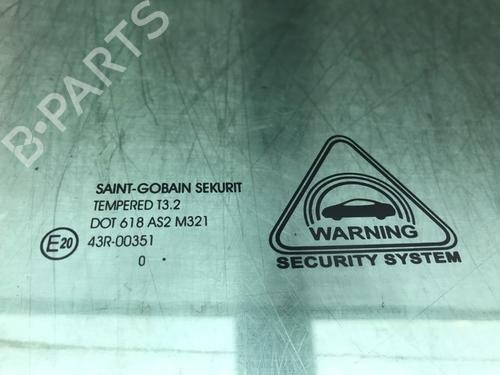 B-PARTS
SAINT-GOBAIN SEKURIT
TEMPERED T3.2
DOT 618 AS2 M321
E20 43R-00351
0
WARNING
SECURITY SYSTEM